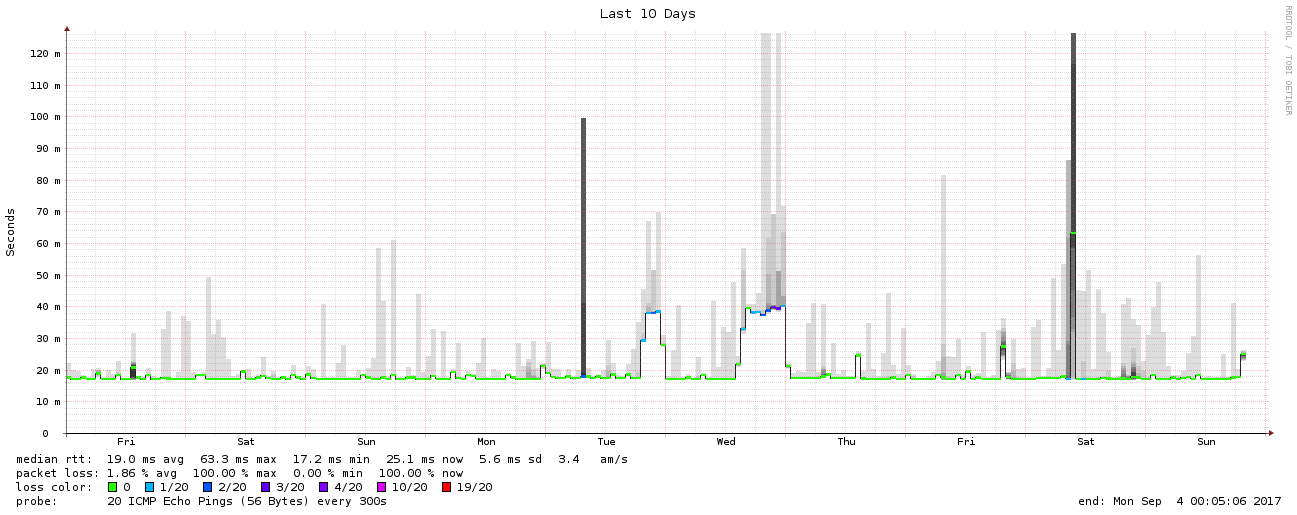 Last 10 Days
RRDTOOL / TOBI OETIKER
Seconds
120 m
110 m
100 m
90 m
80 m
70 m
60 m
50 m
40 m
30 m
20 m
10 m
0
Fri Sat Sun Mon Tue Wed Thu Fri Sat Sun
median rtt: 19.0 ms avg 63.3 ms max 17.2 ms min 25.1 ms now 5.6 ms sd 3.4 am/s
packet loss: 1.86 % avg 100.00 % max 0.00 % min 100.00 % now
loss color: 0 1/20 2/20 3/20 4/20 10/20 19/20
probe: 20 ICMP Echo Pings (56 Bytes) every 300s end: Mon Sep 4 00:05:06 2017